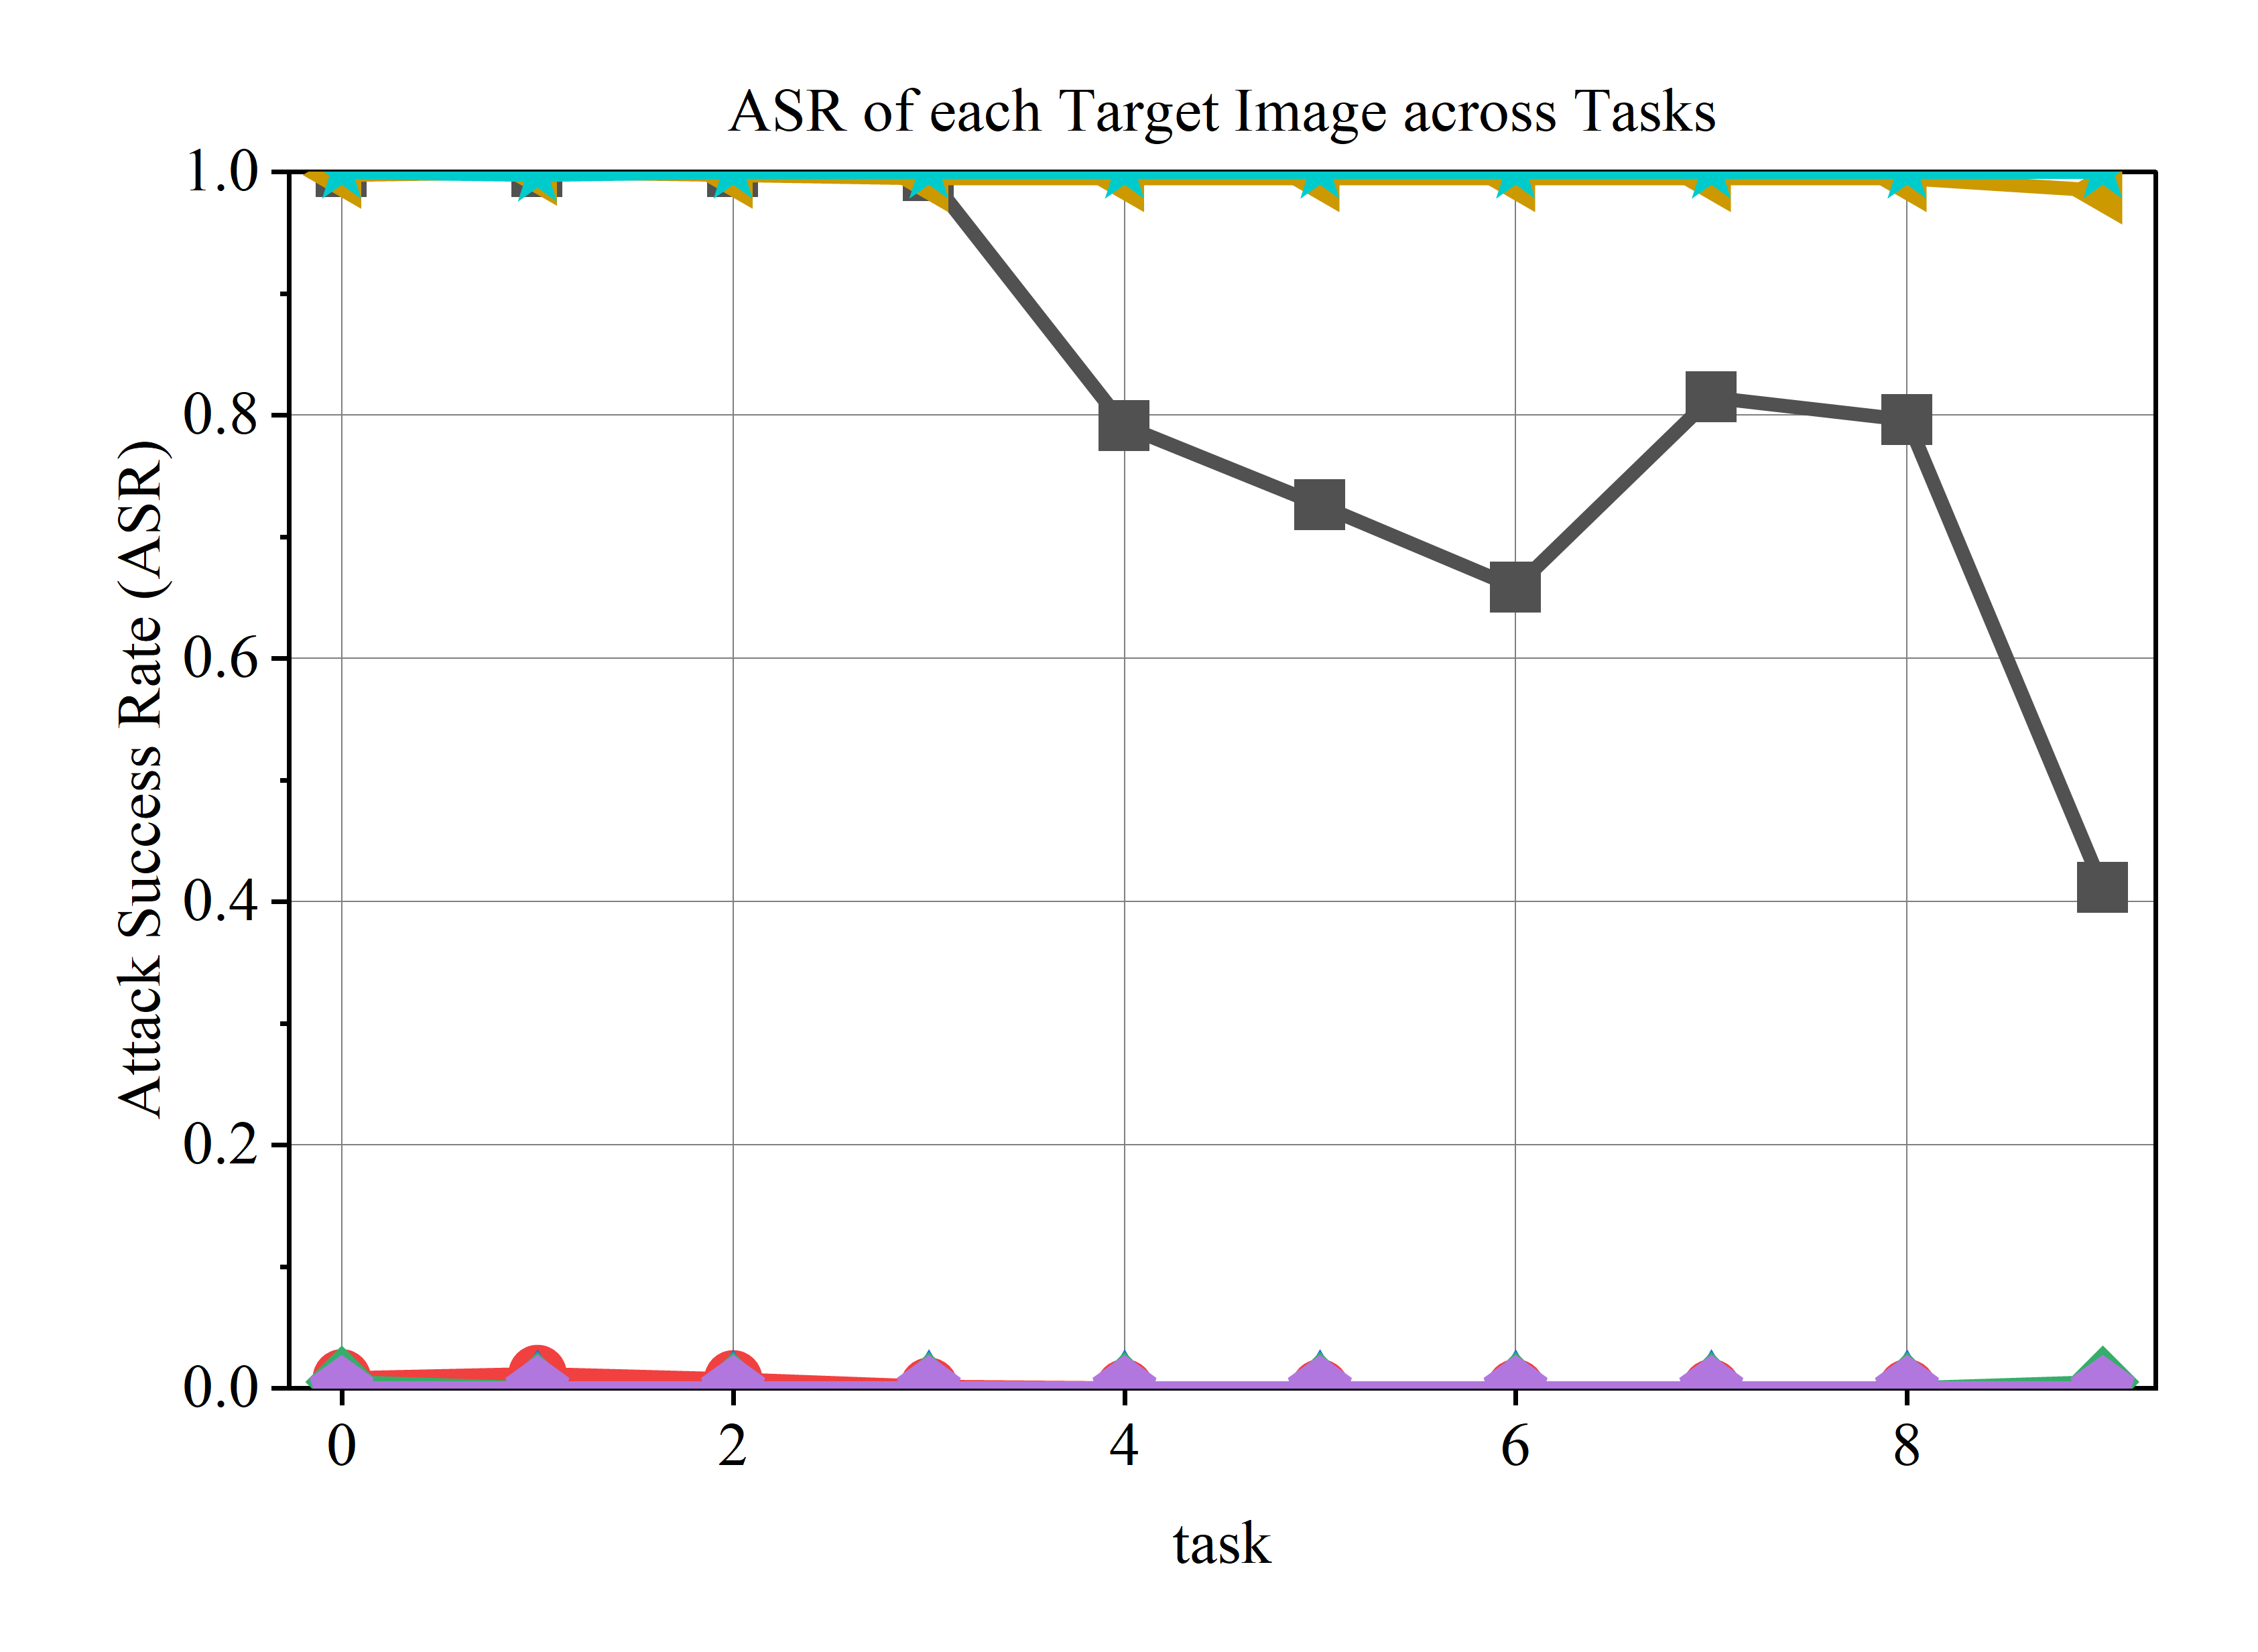 ASR of each Target Image across Tasks
Attack Success Rate (ASR)
1.0
0.8
0.6
0.4
0.2
0.0
0 2 4 6 8
task